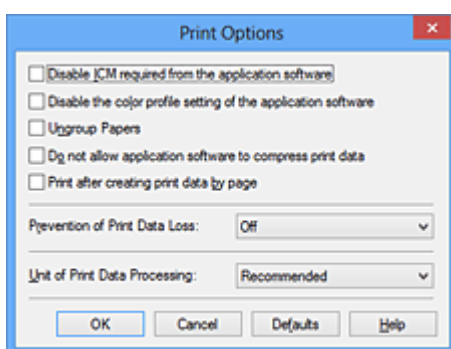 Print Options
Disable ICM required from the application software
Disable the color profile setting of the application software
Ungroup Papers
Do not allow application software to compress print data
Print after creating print data by page
Prevention of Print Data Loss: Off
Unit of Print Data Processing: Recommended
OK Cancel Defaults Help